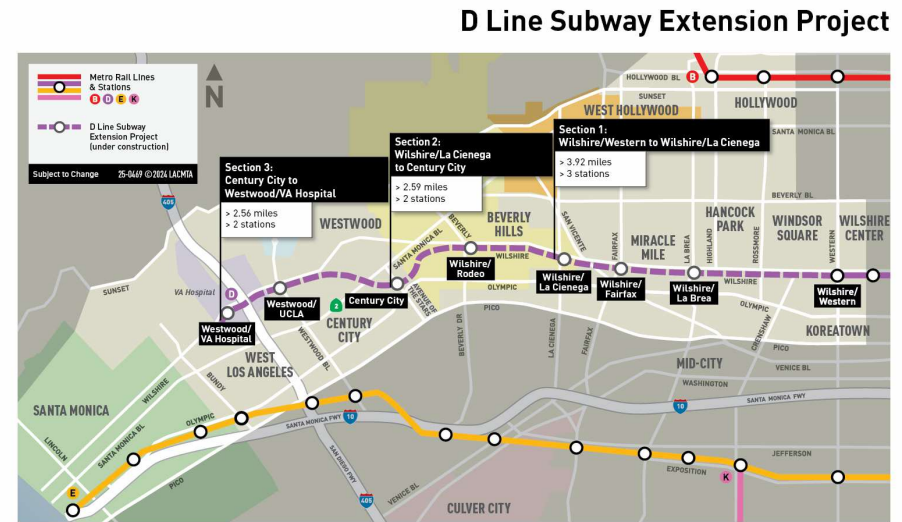 D Line Subway Extension Project
Metro Rail Lines
& Stations
B D E K
D Line Subway
Extension Project
(under construction)
Subject to Change 25-0469 ©2024 LACMTA
N
HOLLYWOOD BL
B
SUNSET
WEST HOLLYWOOD
HOLLYWOOD
SANTA MONICA BL
Section 1:
Wilshire/Western to Wilshire/La Cienega
> 3.92 miles
> 3 stations
Section 2:
Wilshire/La Cienega
to Century City
> 2.59 miles
> 2 stations
Section 3:
Century City to
Westwood/VA Hospital
> 2.56 miles
> 2 stations
405
BEVERLY BL
WESTWOOD
SANTA MONICA BL
BEVERLY
BEVERLY
HILLS
SAN VICENTE
FAIRFAX
MIRACLE
MILE
LA BREA
HIGHLAND
HANCOCK
PARK
ROSSMORE
WINDSOR
SQUARE
WESTERN
WILSHIRE
CENTER
WILSHIRE
WILSHIRE
Wilshire/
Rodeo
Wilshire/
La Cienega
Wilshire/
Fairfax
Wilshire/
La Brea
Wilshire/
Western
SUNSET
VA Hospital
D
Westwood/
UCLA
Century City
Westwood/
VA Hospital
2
AVENUE OF
THE STARS
OLYMPIC
OLYMPIC
PICO
CENTURY
CITY
WESTWOOD BL
BEVERLY DR
LA CIENEGA
FAIRFAX
CRENSHAW
KOREATOWN
PICO
MID-CITY
VENICE BL
WASHINGTON
WEST
LOS ANGELES
BUNDY
WILSHIRE
SANTA MONICA
OLYMPIC
SANTA MONICA BL
LINCOLN
SANTA MONICA FWY
10
10
SANTA MONICA FWY
SAN DIEGO FWY
405
PICO
VENICE BL
CULVER CITY
EXPOSITION
JEFFERSON
K
E